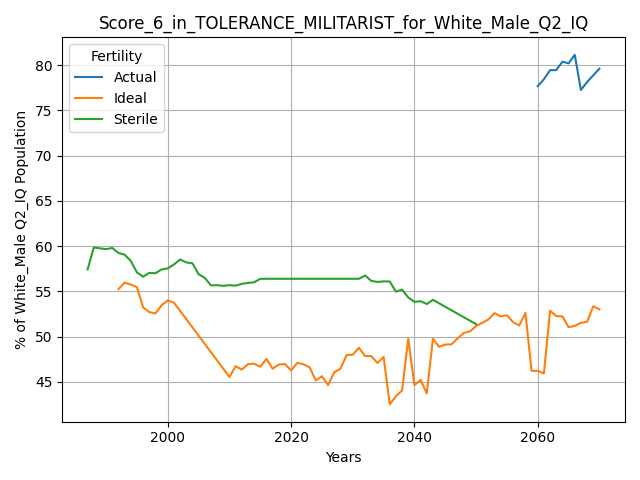 Score_6_in_TOLERANCE_MILITARIST_for_White_Male_Q2_IQ
Fertility
Actual
Ideal
Sterile
80
75
70
65
60
55
50
45
% of White_Male Q2_IQ Population
2000
2020
2040
2060
Years